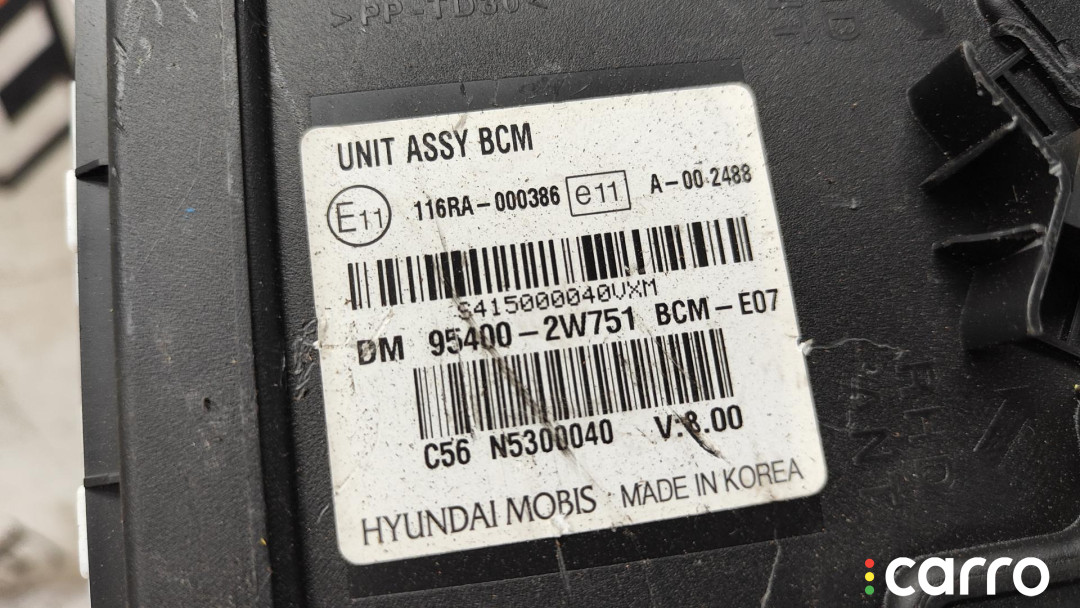 >PP-TD30<
UNIT ASSY BCM
E11 116RA-000386 e11 A-00 2488
S415000040VXM
DM 95400-2W751 BCM-E07
C56 N5300040 V:8.00
HYUNDAI MOBIS MADE IN KOREA
carro